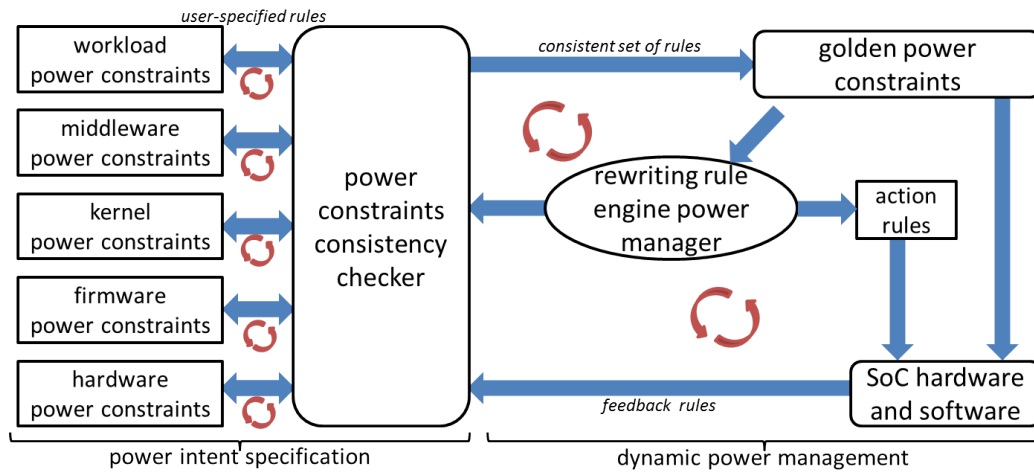 user-specified rules
workload
power constraints
middleware
power constraints
kernel
power constraints
firmware
power constraints
hardware
power constraints
power
constraints
consistency
checker
consistent set of rules
golden power
constraints
rewriting rule
engine power
manager
action
rules
SoC hardware
and software
feedback rules
power intent specification
dynamic power management